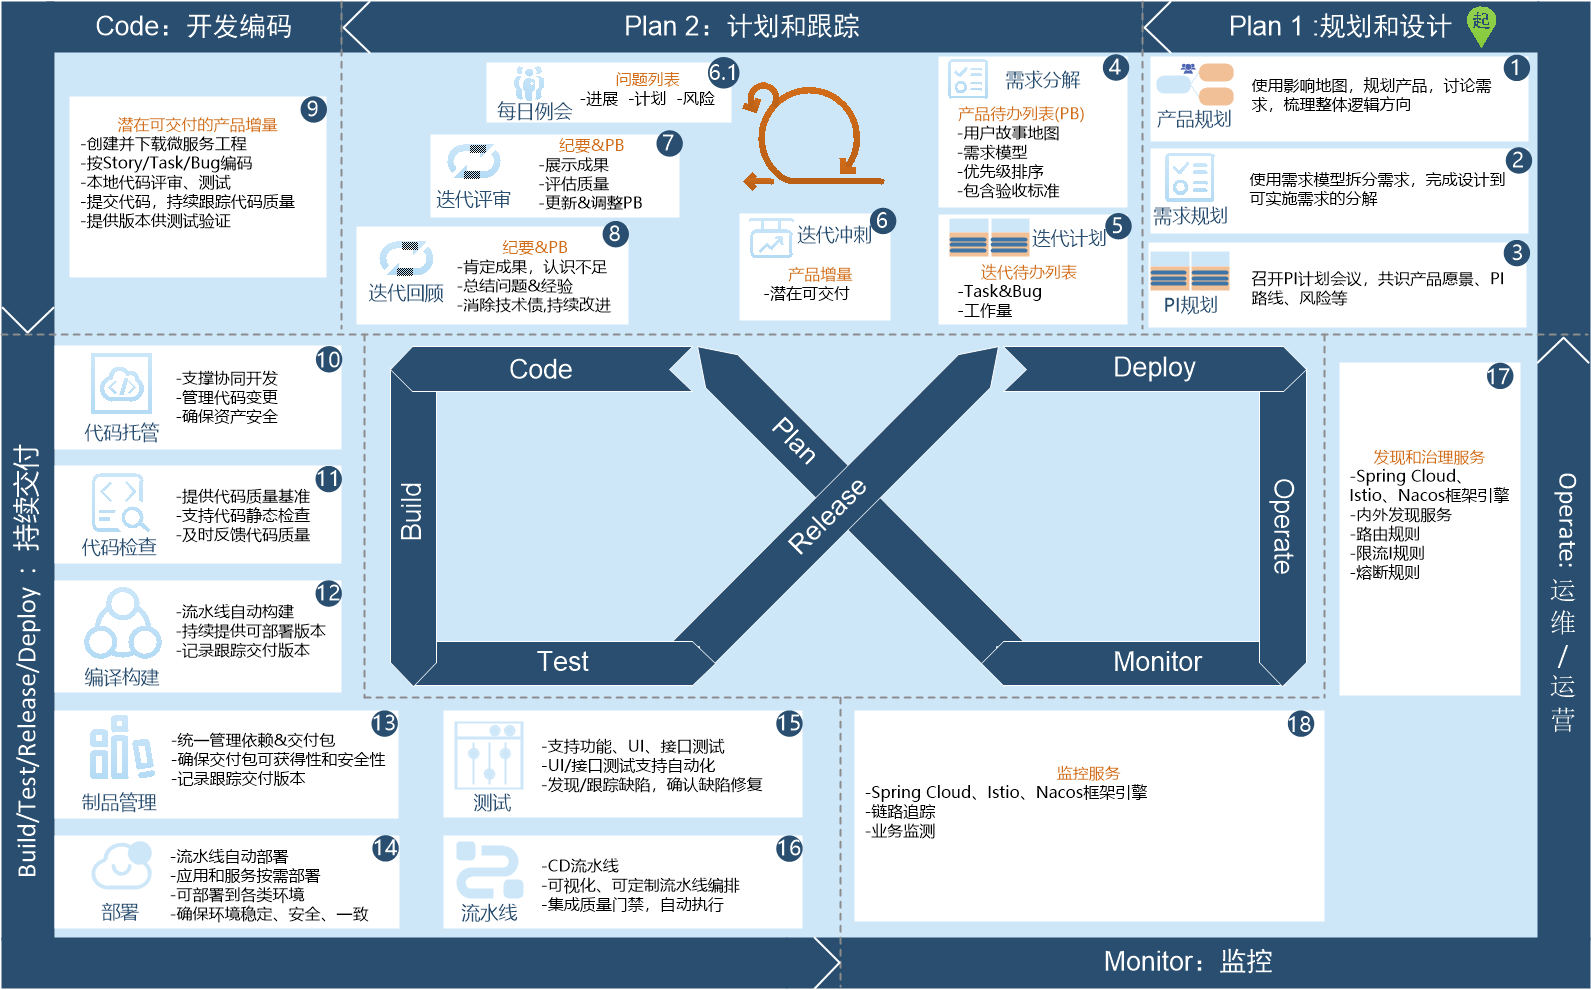 Code：开发编码
Plan 2：计划和跟踪
Plan 1 :规划和设计
起
1
产品规划
使用影响地图，规划产品，讨论需
求，梳理整体逻辑方向
2
需求规划
使用需求模型拆分需求，完成设计到
可实施需求的分解
3
PI规划
召开PI计划会议，共识产品愿景、PI
路线、风险等
4
需求分解
产品待办列表(PB)
-用户故事地图
-需求模型
-优先级排序
-包含验收标准
5
迭代计划
迭代待办列表
-Task&Bug
-工作量
6
迭代冲刺
产品增量
-潜在可交付
6.1
每日例会
问题列表
-进展 -计划 -风险
7
迭代评审
纪要&PB
-展示成果
-评估质量
-更新&调整PB
8
迭代回顾
纪要&PB
-肯定成果，认识不足
-总结问题&经验
-消除技术债,持续改进
9
潜在可交付的产品增量
-创建并下载微服务工程
-按Story/Task/Bug编码
-本地代码评审、测试
-提交代码，持续跟踪代码质量
-提供版本供测试验证
Build/Test/Release/Deploy ：持续交付
10
代码托管
-支撑协同开发
-管理代码变更
-确保资产安全
11
代码检查
-提供代码质量基准
-支持代码静态检查
-及时反馈代码质量
12
编译构建
-流水线自动构建
-持续提供可部署版本
-记录跟踪交付版本
13
制品管理
-统一管理依赖&交付包
-确保交付包可获得性和安全性
-记录跟踪交付版本
14
部署
-流水线自动部署
-应用和服务按需部署
-可部署到各类环境
-确保环境稳定、安全、一致
15
测试
-支持功能、UI、接口测试
-UI/接口测试支持自动化
-发现/跟踪缺陷，确认缺陷修复
16
流水线
-CD流水线
-可视化、可定制流水线编排
-集成质量门禁，自动执行
Code
Build
Test
Plan
Release
Deploy
Operate
Monitor
17
发现和治理服务
-Spring Cloud、
Istio、Nacos框架引擎
-内外发现服务
-路由规则
-限流I规则
-熔断规则
Operate: 运维/运营
18
监控服务
-Spring Cloud、Istio、Nacos框架引擎
-链路追踪
-业务监测
Monitor：监控